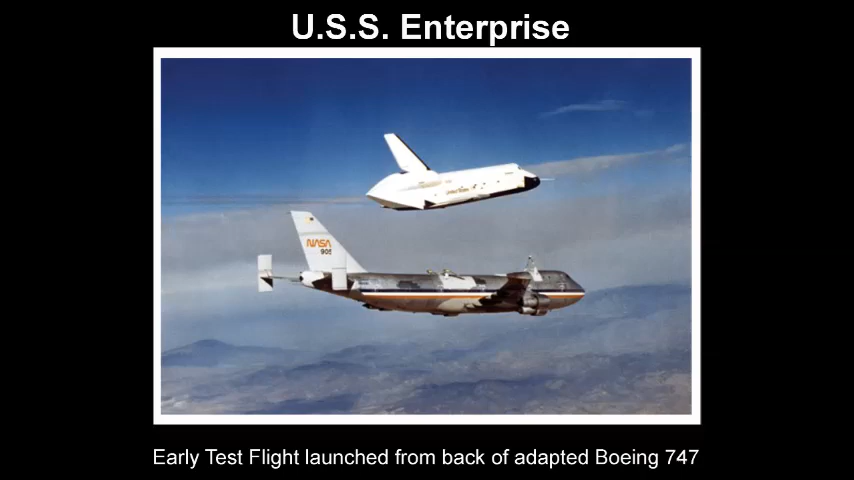 U.S.S. Enterprise
NASA
905
Early Test Flight launched from back of adapted Boeing 747